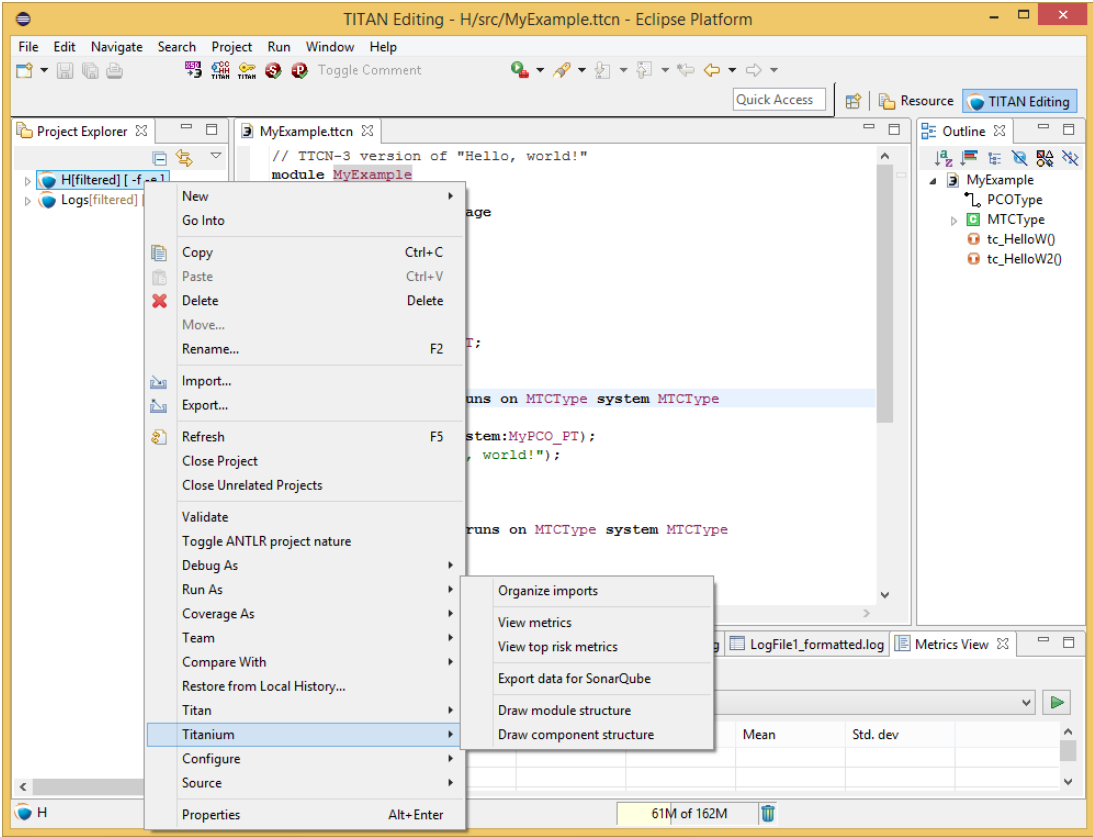 TITAN Editing - H/src/MyExample.ttcn - Eclipse Platform
File Edit Navigate Search Project Run Window Help
Toggle Comment
Quick Access Resource TITAN Editing
Project Explorer
H[filtered] [ -f -e ]
Logs[filtered] [
MyExample.ttcn
// TTCN-3 version of "Hello, world!"
module MyExample
age
T;
uns on MTCType system MTCType
stem:MyPCO_PT);
, world!");
runs on MTCType system MTCType
Outline
MyExample
PCOType
MTCType
tc_HelloW()
tc_HelloW2()
New
Go Into
Copy Ctrl+C
Paste Ctrl+V
Delete Delete
Move...
Rename... F2
Import...
Export...
Refresh F5
Close Project
Close Unrelated Projects
Validate
Toggle ANTLR project nature
Debug As
Run As
Coverage As
Team
Compare With
Restore from Local History...
Titan
Titanium
Configure
Source
Properties Alt+Enter
Organize imports
View metrics
View top risk metrics
Export data for SonarQube
Draw module structure
Draw component structure
g LogFile1_formatted.log Metrics View
Mean Std. dev
H
61M of 162M